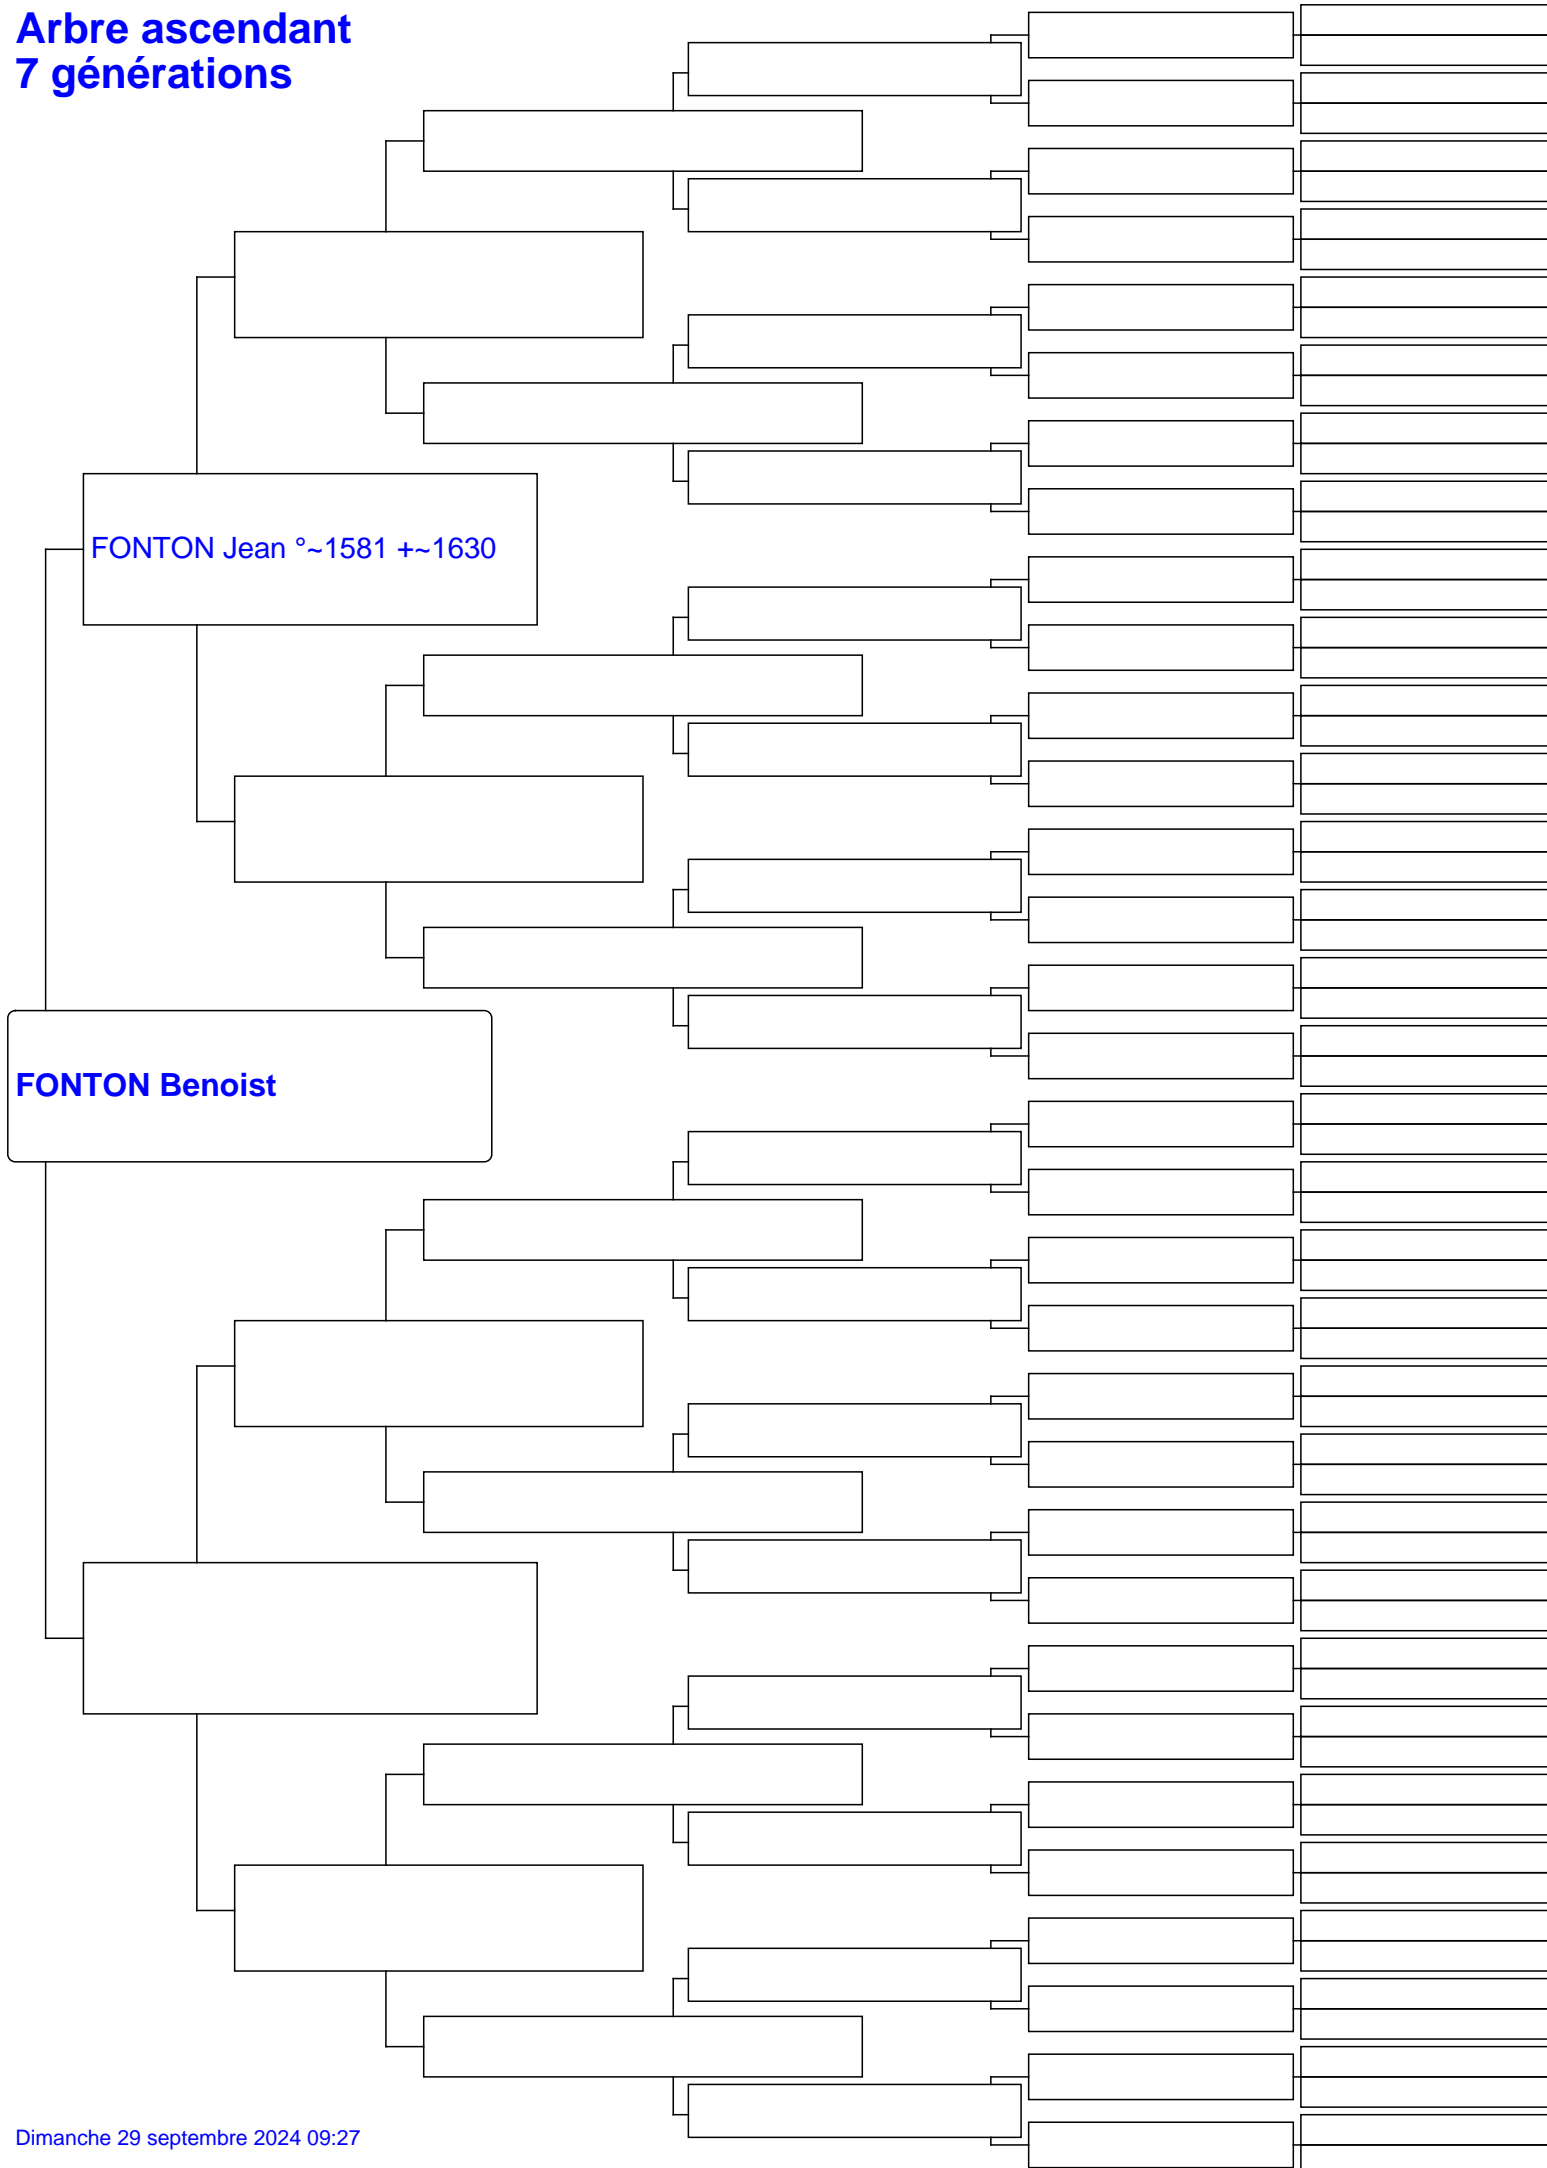 Arbre ascendant
7 générations
FONTON Jean °~1581 +~1630
FONTON Benoist
Dimanche 29 septembre 2024 09:27